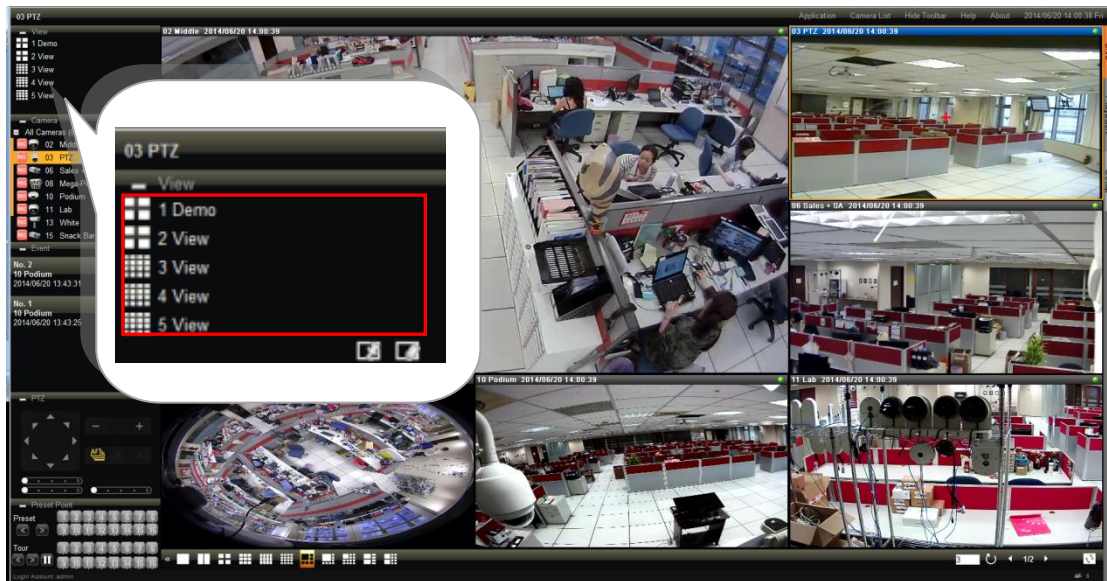 03 PTZ
Application Camera List Hide Toolbar Help About 2014/06/20 14:00:38 Fri
View
1 Demo
2 View
3 View
4 View
5 View
Camera
All Cameras
02 Middle
03 PTZ
06 Sales +
08 Mega-P
10 Podium
11 Lab
13 White
15 Snack Bar
Event
No. 2
10 Podium
2014/06/20 13:43:31
No. 1
10 Podium
2014/06/20 13:43:25
PTZ
Preset Point
Preset
Tour
Login Account: admin
03 PTZ
View
1 Demo
2 View
3 View
4 View
5 View
02 Middle 2014/06/20 14:00:39
03 PTZ 2014/06/20 14:00:39
06 Sales + SA 2014/06/20 14:00:39
10 Podium 2014/06/20 14:00:39
11 Lab 2014/06/20 14:00:39
3
1/2
3